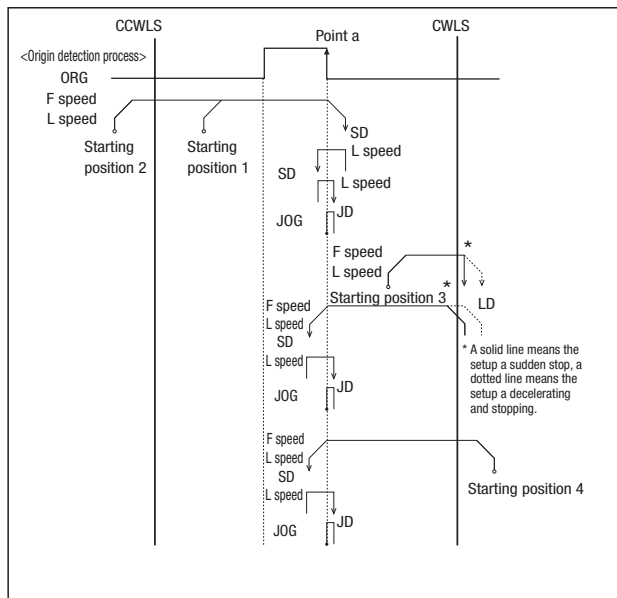 CCWLS
CWLS
Point a
<Origin detection process>
ORG
F speed
L speed
Starting
position 2
Starting
position 1
SD
L speed
SD
L speed
JOG
JD
F speed
L speed
*
Starting position 3
*
LD
F speed
L speed
SD
L speed
JOG
JD
* A solid line means the
setup a sudden stop, a
dotted line means the
setup a decelerating
and stopping.
F speed
L speed
SD
L speed
Starting position 4
JOG
JD